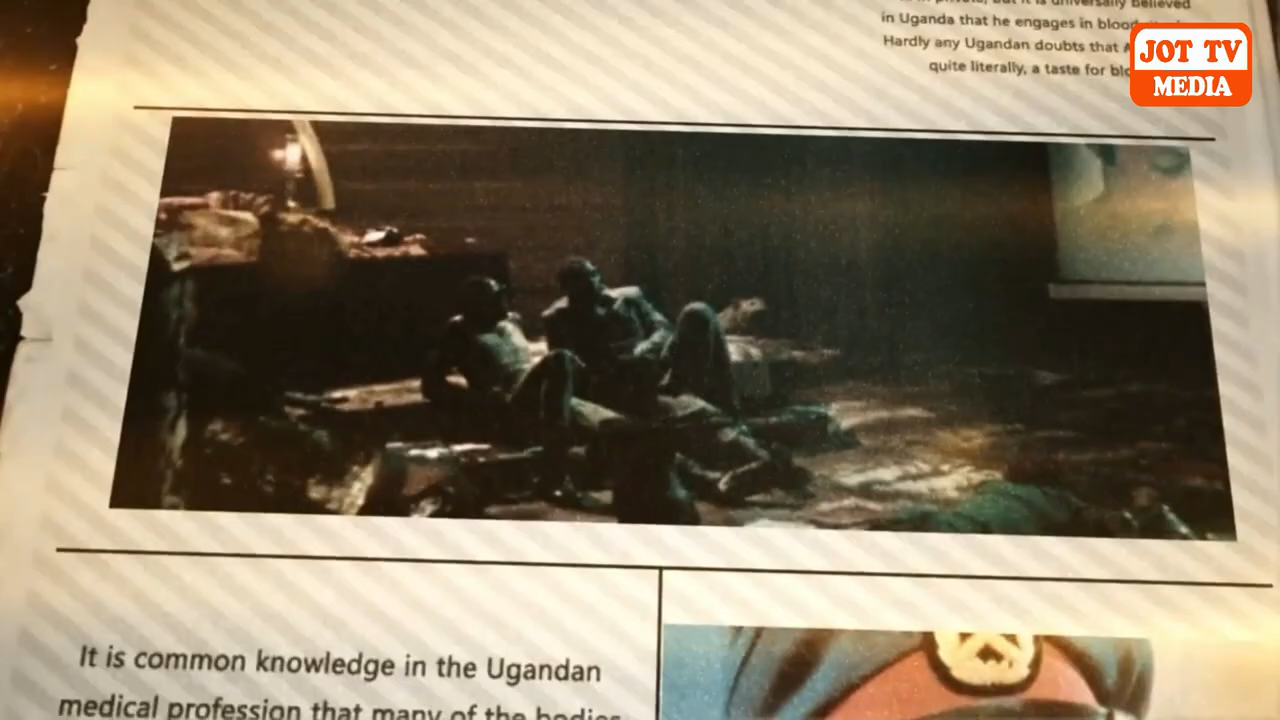 in private, but it is universally believed
in Uganda that he engages in blood
Hardly any Ugandan doubts that
quite literally, a taste for
JOT TV
MEDIA
It is common knowledge in the Ugandan
medical profession that many of the bodies